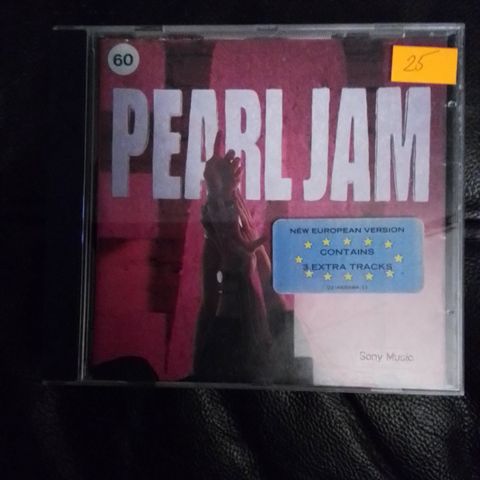 60
25
PEARL JAM
NEW EUROPEAN VERSION
CONTAINS
3 EXTRA TRACKS
Sony Music